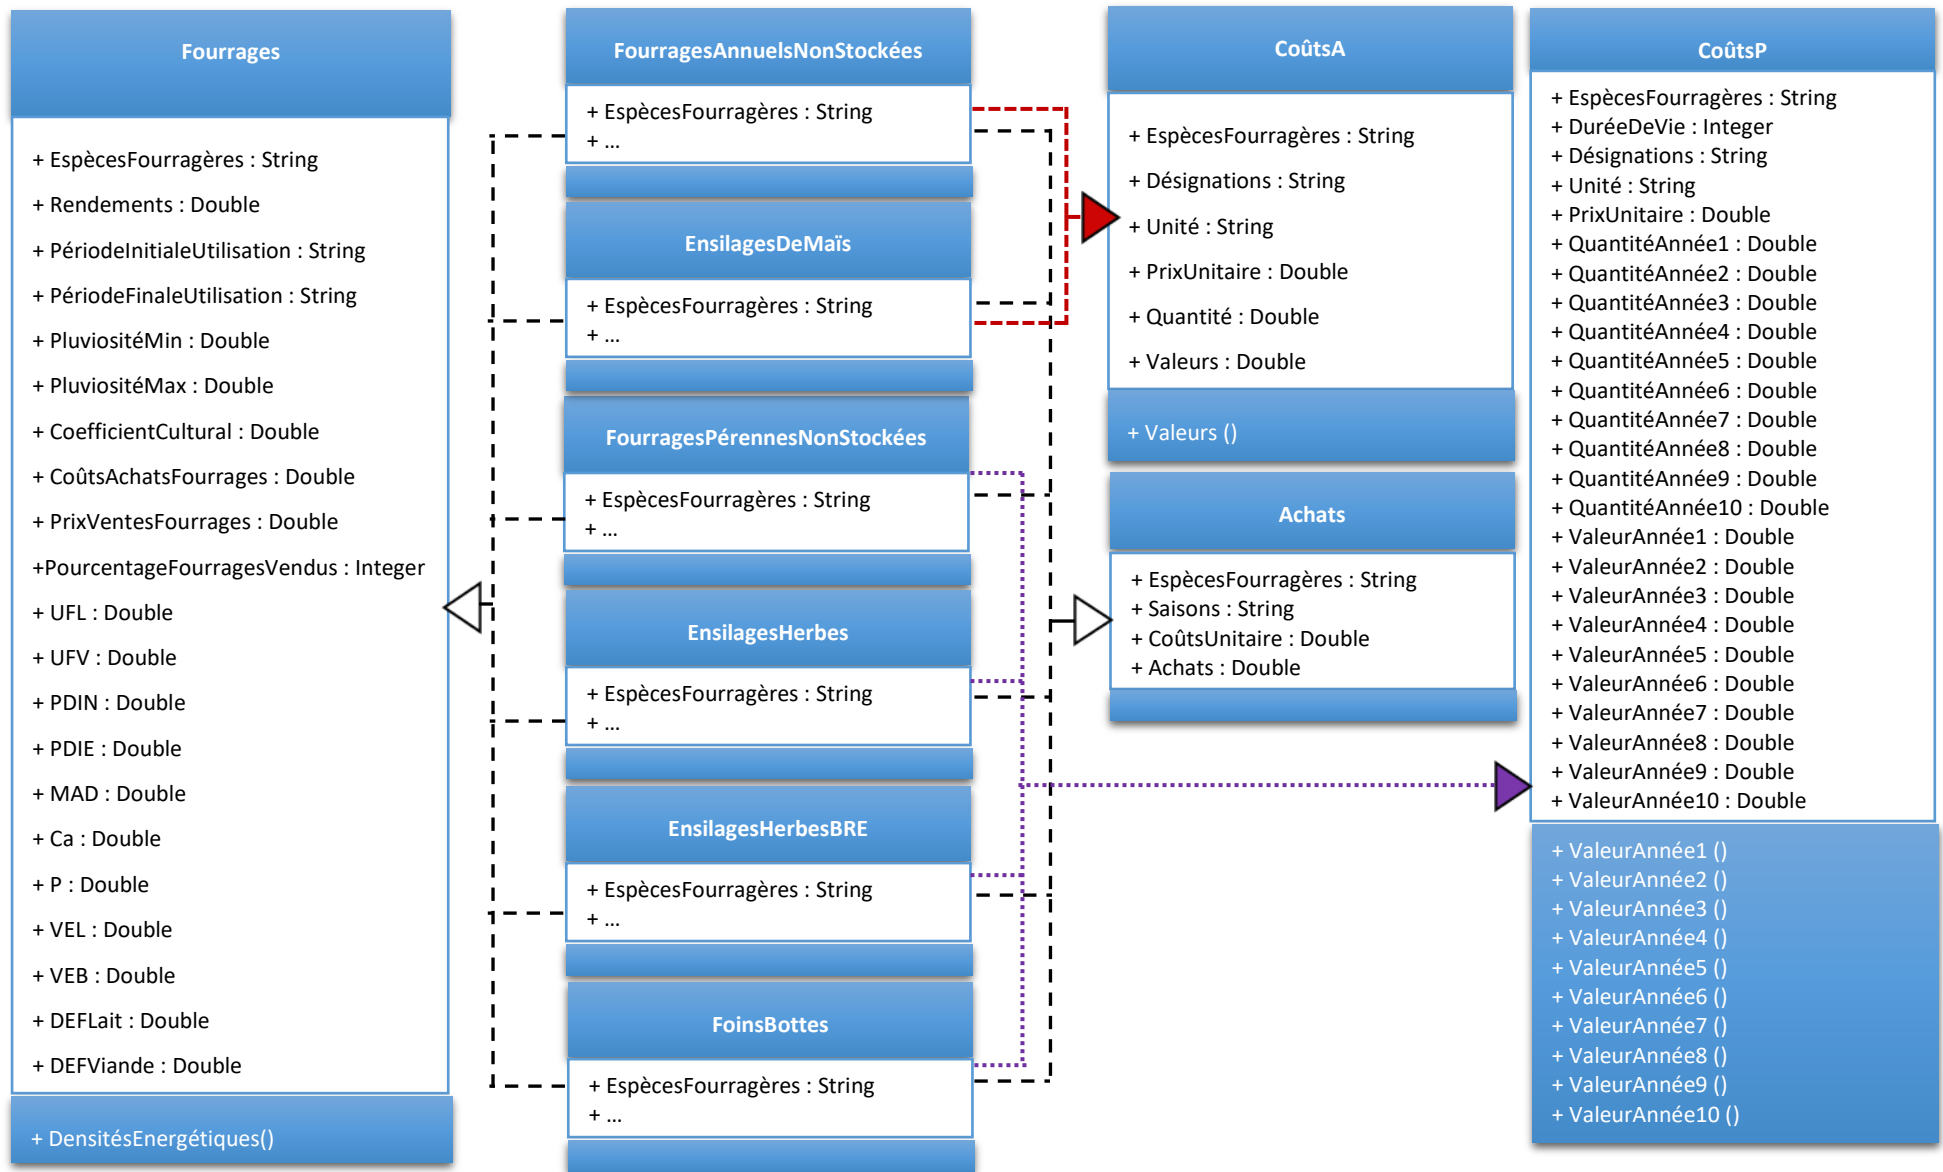 Fourrages
+ EspècesFourragères : String
+ Rendements : Double
+ PériodeInitialeUtilisation : String
+ PériodeFinaleUtilisation : String
+ PluviositéMin : Double
+ PluviositéMax : Double
+ CoefficientCultural : Double
+ CoûtsAchatsFourrages : Double
+ PrixVentesFourrages : Double
+PourcentageFourragesVendus : Integer
+ UFL : Double
+ UFV : Double
+ PDIN : Double
+ PDIE : Double
+ MAD : Double
+ Ca : Double
+ P : Double
+ VEL : Double
+ VEB : Double
+ DEFLait : Double
+ DEFViande : Double
+ DensitésEnergétiques()
FourragesAnnuelsNonStockées
+ EspècesFourragères : String
+ ...
EnsilagesDeMaïs
+ EspècesFourragères : String
+ ...
FourragesPérennesNonStockées
+ EspècesFourragères : String
+ ...
EnsilagesHerbes
+ EspècesFourragères : String
+ ...
EnsilagesHerbesBRE
+ EspècesFourragères : String
+ ...
FoinsBottes
+ EspècesFourragères : String
+ ...
CoûtsA
+ EspècesFourragères : String
+ Désignations : String
+ Unité : String
+ PrixUnitaire : Double
+ Quantité : Double
+ Valeurs : Double
+ Valeurs ()
Achats
+ EspècesFourragères : String
+ Saisons : String
+ CoûtsUnitaire : Double
+ Achats : Double
CoûtsP
+ EspècesFourragères : String
+ DuréeDeVie : Integer
+ Désignations : String
+ Unité : String
+ PrixUnitaire : Double
+ QuantitéAnnée1 : Double
+ QuantitéAnnée2 : Double
+ QuantitéAnnée3 : Double
+ QuantitéAnnée4 : Double
+ QuantitéAnnée5 : Double
+ QuantitéAnnée6 : Double
+ QuantitéAnnée7 : Double
+ QuantitéAnnée8 : Double
+ QuantitéAnnée9 : Double
+ QuantitéAnnée10 : Double
+ ValeurAnnée1 : Double
+ ValeurAnnée2 : Double
+ ValeurAnnée3 : Double
+ ValeurAnnée4 : Double
+ ValeurAnnée5 : Double
+ ValeurAnnée6 : Double
+ ValeurAnnée7 : Double
+ ValeurAnnée8 : Double
+ ValeurAnnée9 : Double
+ ValeurAnnée10 : Double
+ ValeurAnnée1 ()
+ ValeurAnnée2 ()
+ ValeurAnnée3 ()
+ ValeurAnnée4 ()
+ ValeurAnnée5 ()
+ ValeurAnnée6 ()
+ ValeurAnnée7 ()
+ ValeurAnnée8 ()
+ ValeurAnnée9 ()
+ ValeurAnnée10 ()